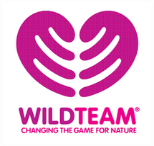 WILDTEAM®
CHANGING THE GAME FOR NATURE